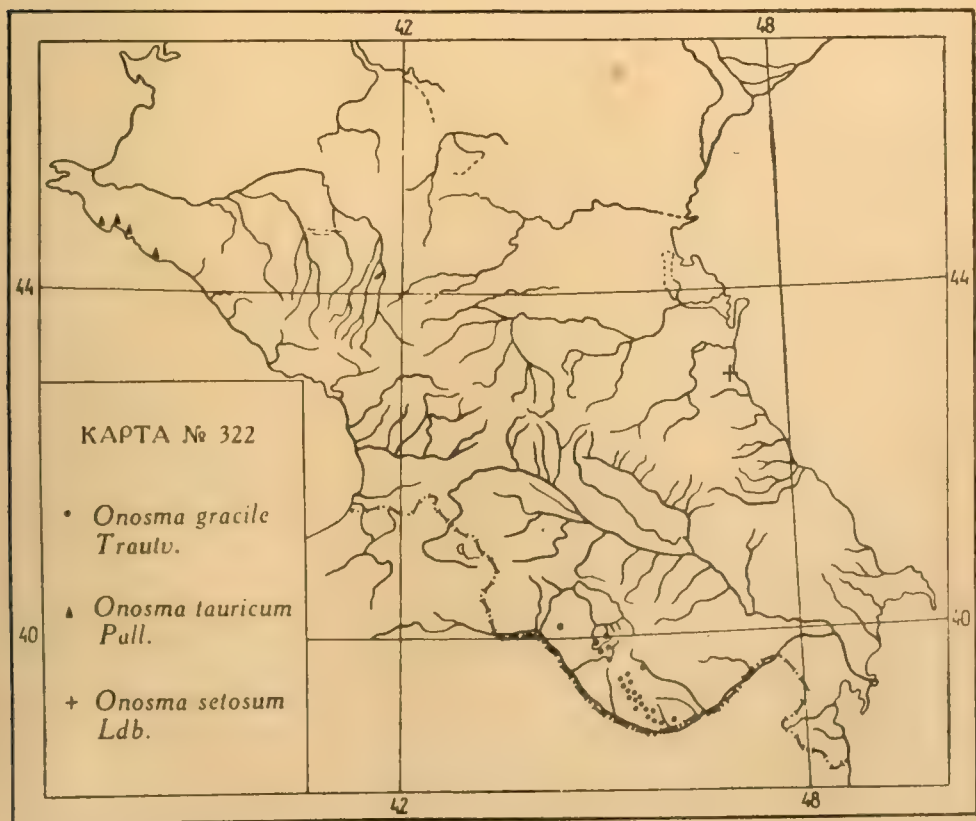 42 48
44 44
КАРТА № 322
• Onosma gracile
Trautv.
▲ Onosma tauricum
Pall.
+ Onosma setosum
Ldb.
40 40
42 48